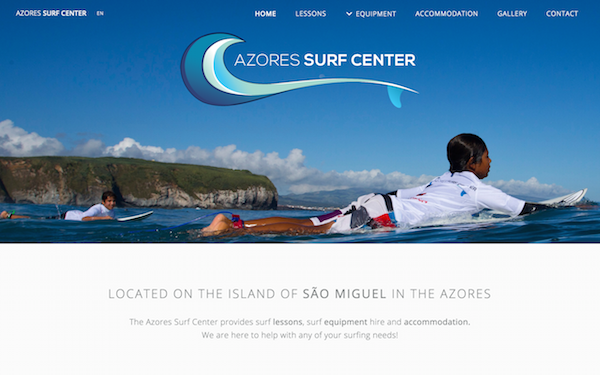 AZORES SURF CENTER EN HOME LESSONS EQUIPMENT ACCOMMODATION GALLERY CONTACT
AZORES SURF CENTER
LOCATED ON THE ISLAND OF SÃO MIGUEL IN THE AZORES
The Azores Surf Center provides surf lessons, surf equipment hire and accommodation.
We are here to help with any of your surfing needs!